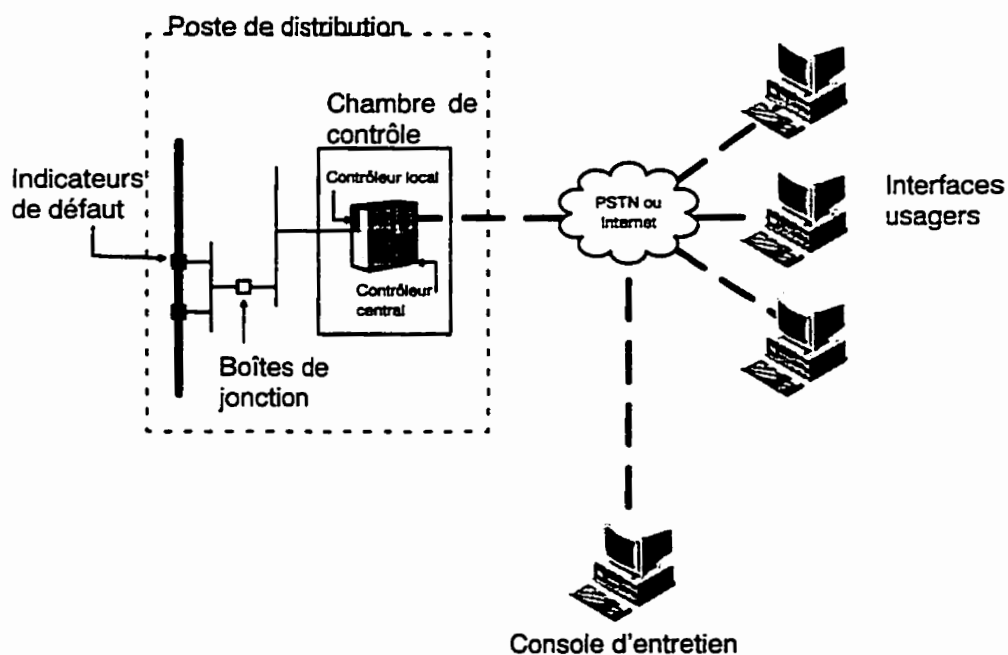 Poste de distribution
Chambre de
contrôle
Indicateurs
de défaut
Contrôleur local
PSTN ou
Internet
Interfaces
usagers
Contrôleur
central
Boîtes de
jonction
Console d'entretien